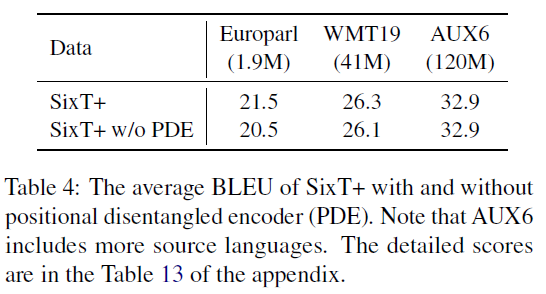 Data Europarl WMT19 AUX6
(1.9M) (41M) (120M)
SixT+ 21.5 26.3 32.9
SixT+ w/o PDE 20.5 26.1 32.9
Table 4: The average BLEU of SixT+ with and without
positional disentangled encoder (PDE). Note that AUX6
includes more source languages. The detailed scores
are in the Table 13 of the appendix.